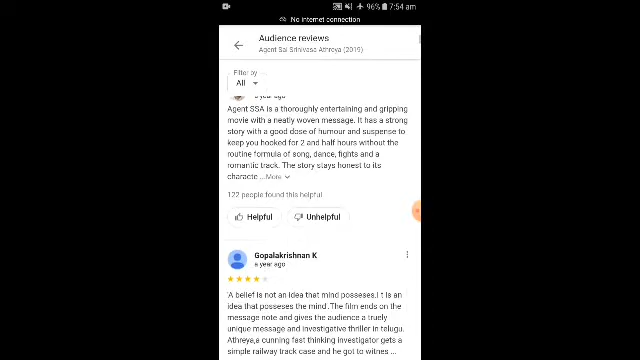 96% 7:54 am
No internet connection
Audience reviews
Agent Sai Srinivasa Athreya (2019)
Filter by
All
a year ago
Agent SSA is a thoroughly entertaining and gripping
movie with a neatly woven message. It has a strong
story with a good dose of humour and suspense to
keep you hooked for 2 and half hours without the
routine formula of song, dance, fights and a
romantic track. The story stays honest to its
characte ...More
122 people found this helpful
Helpful Unhelpful
Gopalakrishnan K
a year ago
'A belief is not an idea that mind posseses.I t is an
idea that posseses the mind'.The film ends on the
message note and gives the audience a truely
unique message and investigative thriller in telugu.
Athreya,a cunning fast thinking investigator gets a
simple railway track case and he got to witnes ...